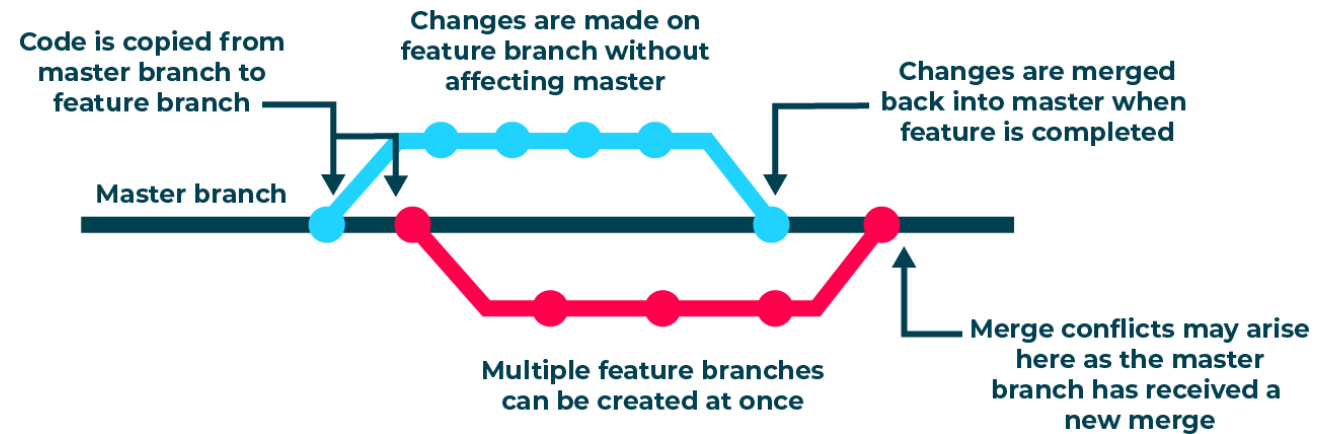 Code is copied from
master branch to
feature branch
Changes are made on
feature branch without
affecting master
Changes are merged
back into master when
feature is completed
Master branch
Multiple feature branches
can be created at once
Merge conflicts may arise
here as the master
branch has received a
new merge